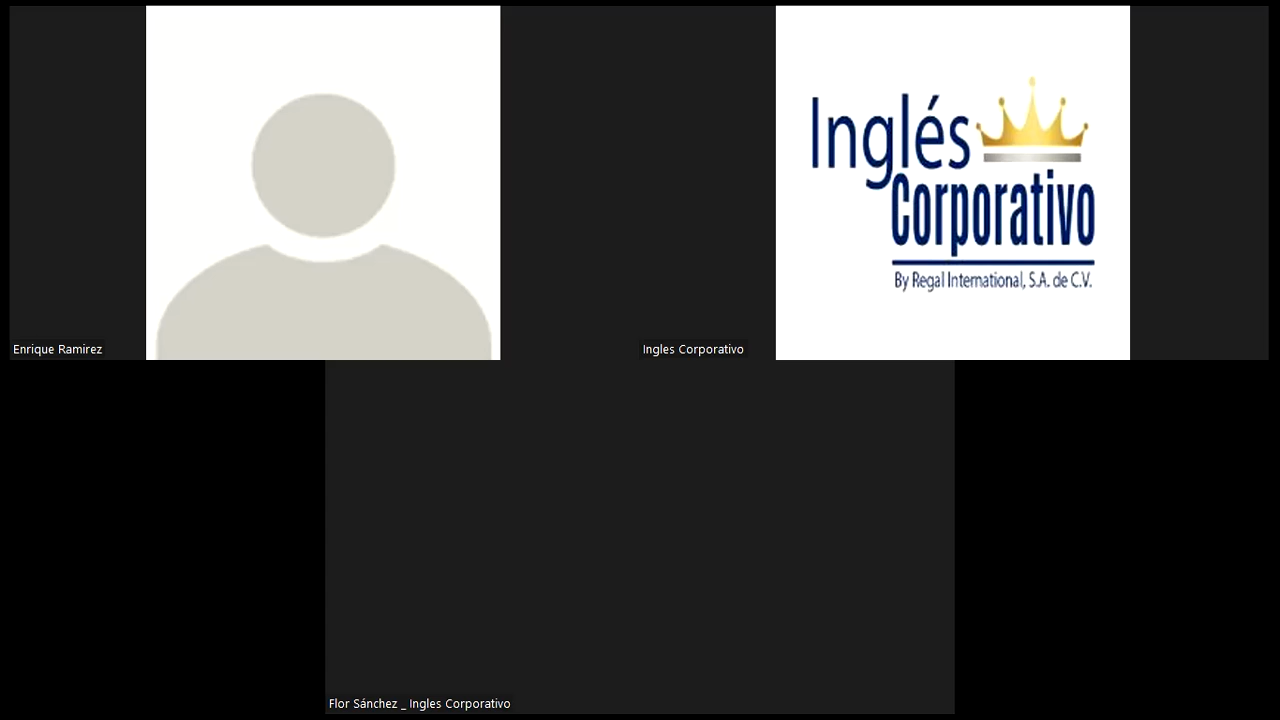 Inglés
Corporativo
By Regal International, S.A. de C.V.
Enrique Ramirez
Ingles Corporativo
Flor Sánchez _ Ingles Corporativo